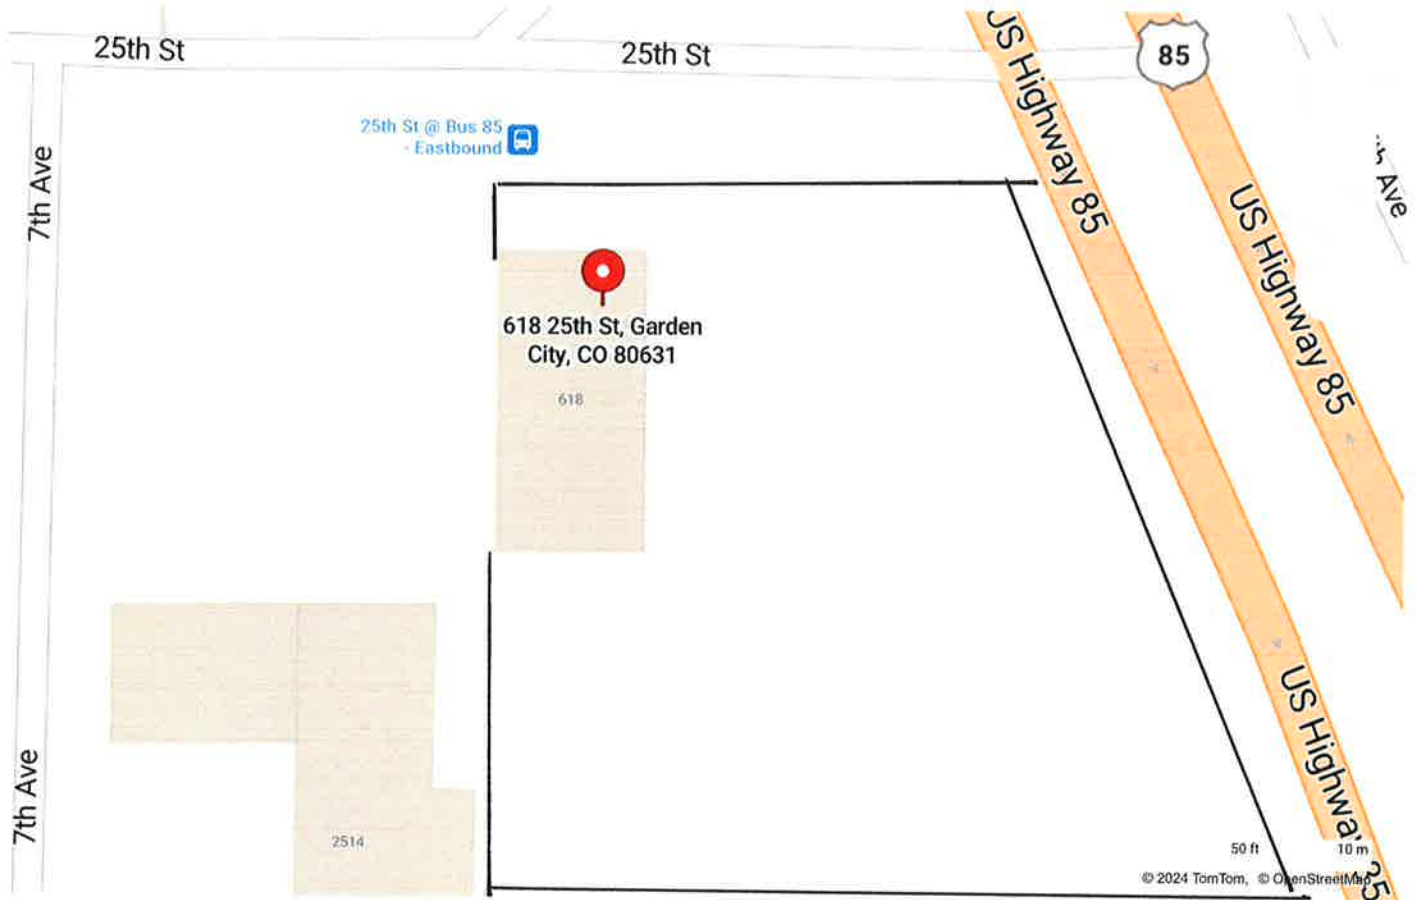 25th St
25th St
85
US Highway 85
25th St @ Bus 85
- Eastbound
7th Ave
Ave
US Highway 85
618 25th St, Garden
City, CO 80631
618
US Highway
7th Ave
2514
50 ft
10 m
© 2024 TomTom, © OpenStreetMap